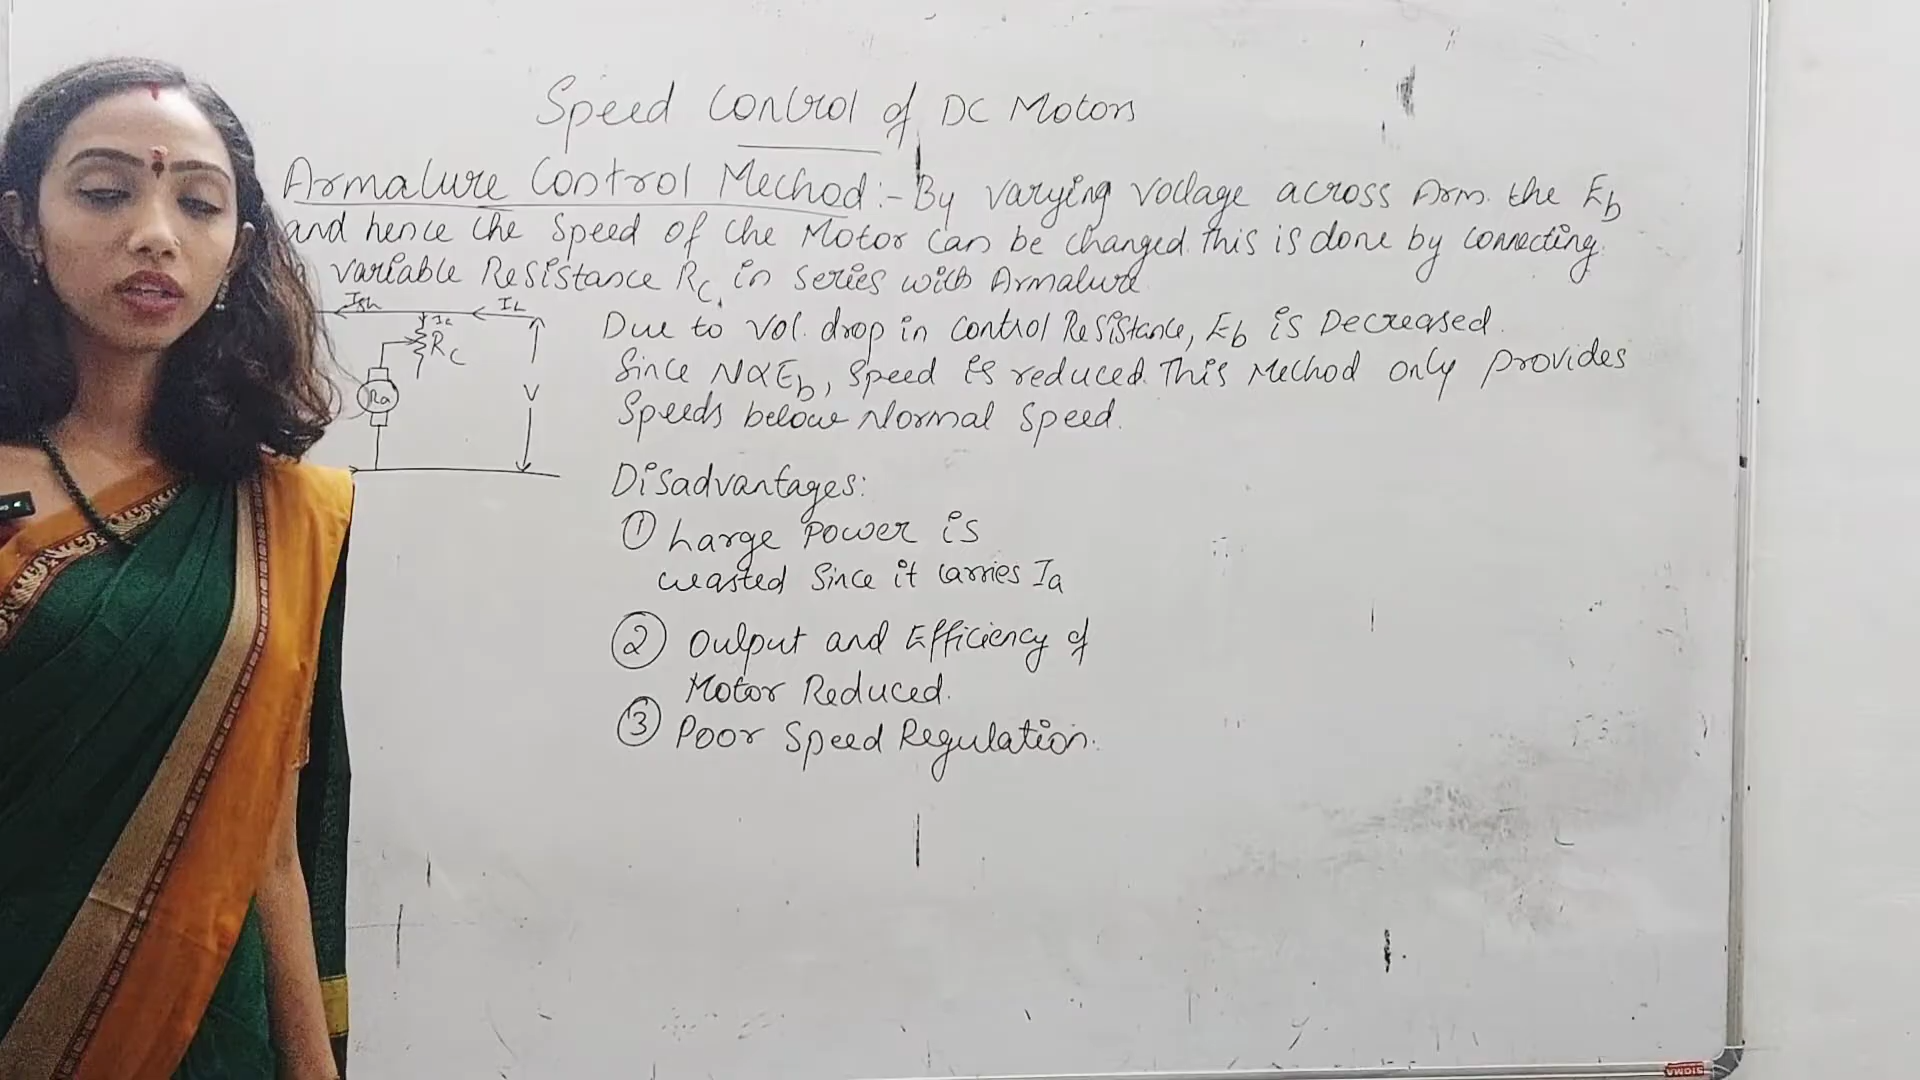 Speed Control of DC Motors
Armature Control Method:- By varying voltage across Arm. the Eb
and hence the speed of the Motor can be changed. This is done by connecting
variable Resistance Rc in series with Armature
Ish IL
Ic
Rc
Ra
V
Due to vol. drop in control Resistance, Eb is Decreased.
Since N∝Eb, Speed is reduced. This Method only provides
Speeds below Normal Speed.
Disadvantages:
① Large Power is
wasted Since it carries Ia
② Output and Efficiency of
Motor Reduced.
③ Poor Speed Regulation.
SIGMA